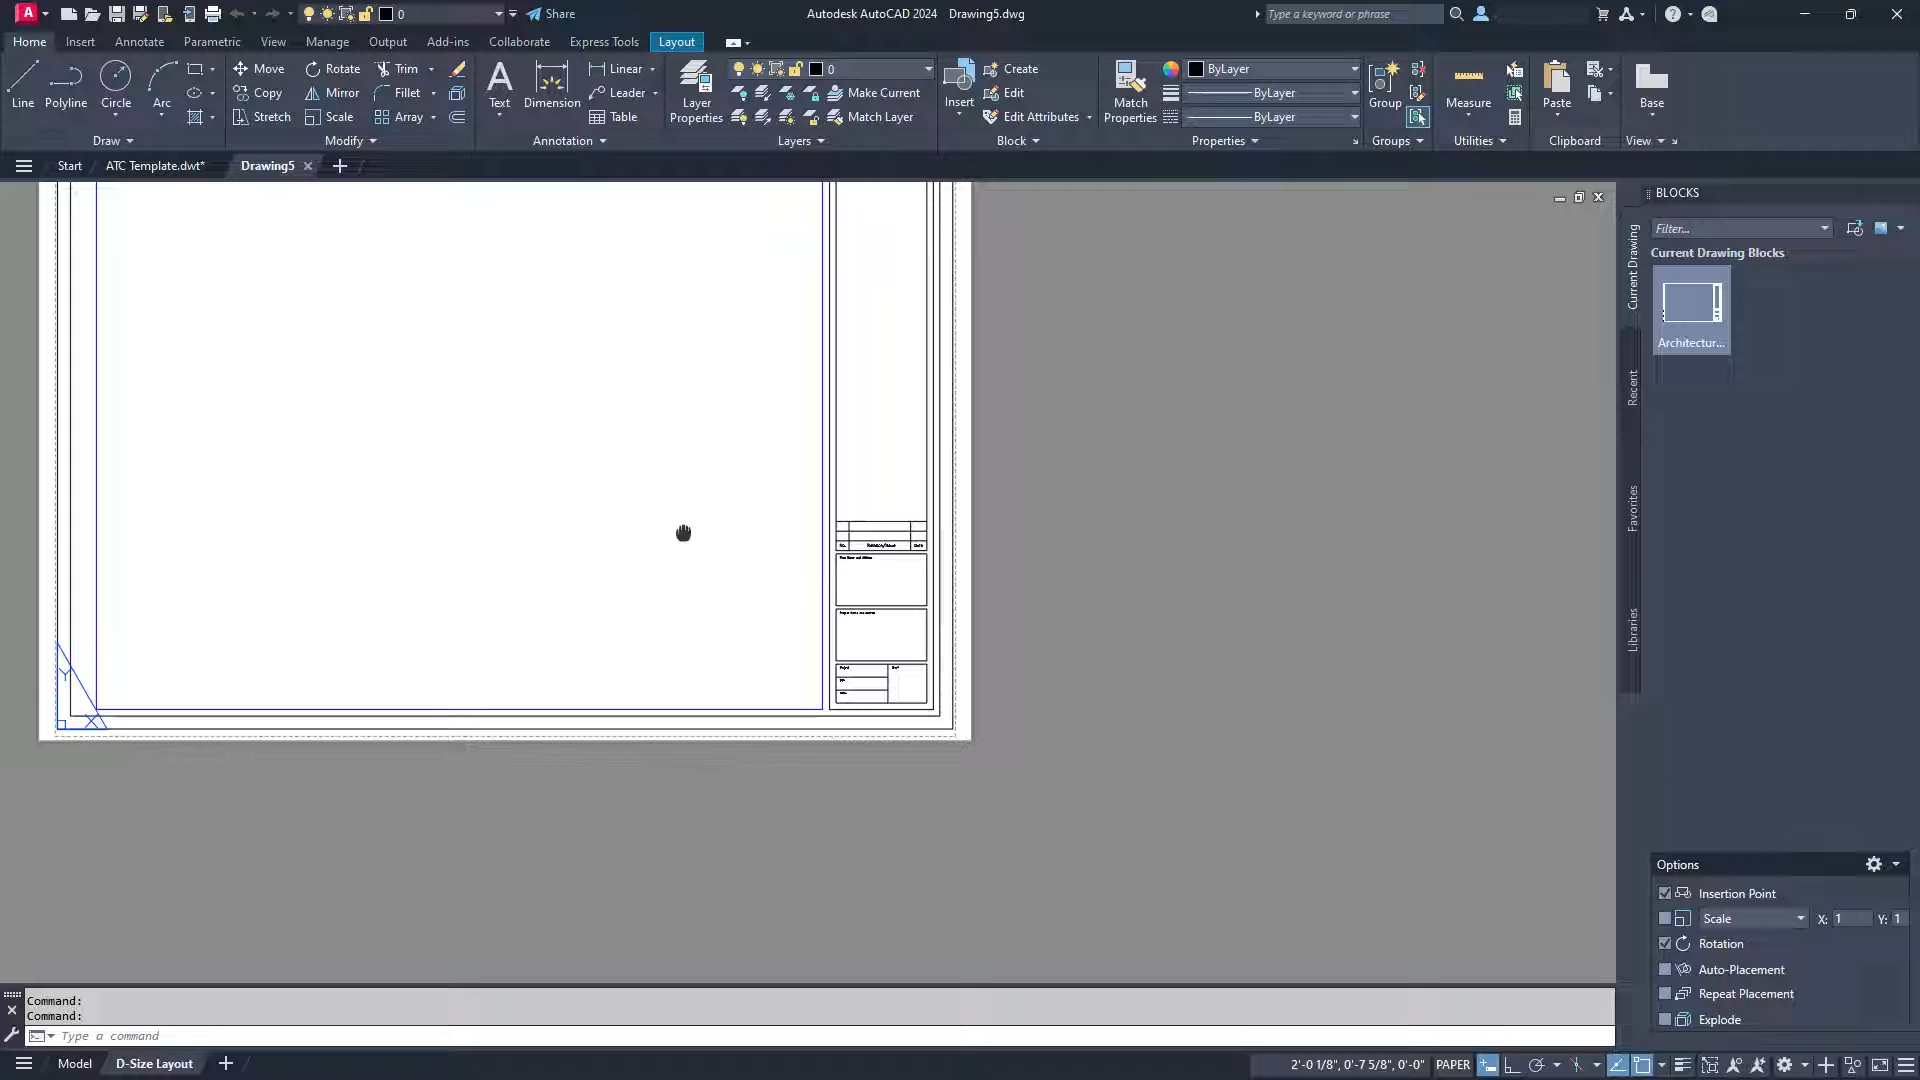 A 0 Share Autodesk AutoCAD 2024 Drawing5.dwg Type a keyword or phrase
Home Insert Annotate Parametric View Manage Output Add-ins Collaborate Express Tools Layout
Line Polyline Circle Arc
Move Rotate Trim
Copy Mirror Fillet
Stretch Scale Array
Text Dimension
Linear
Leader
Table
Layer Properties
0
Make Current
Match Layer
Insert
Create
Edit
Edit Attributes
Match Properties
ByLayer
ByLayer
ByLayer
Group Measure Paste Base
Draw Modify Annotation Layers Block Properties Groups Utilities Clipboard View
Start ATC Template.dwt* Drawing5
BLOCKS
Filter...
Current Drawing Blocks
Architectur...
Current Drawing
Recent
Favorites
Libraries
Y
X
Options
Insertion Point
Scale X: 1 Y: 1
Rotation
Auto-Placement
Repeat Placement
Explode
Command:
Command:
Type a command
Model D-Size Layout 2'-0 1/8", 0'-7 5/8", 0'-0" PAPER